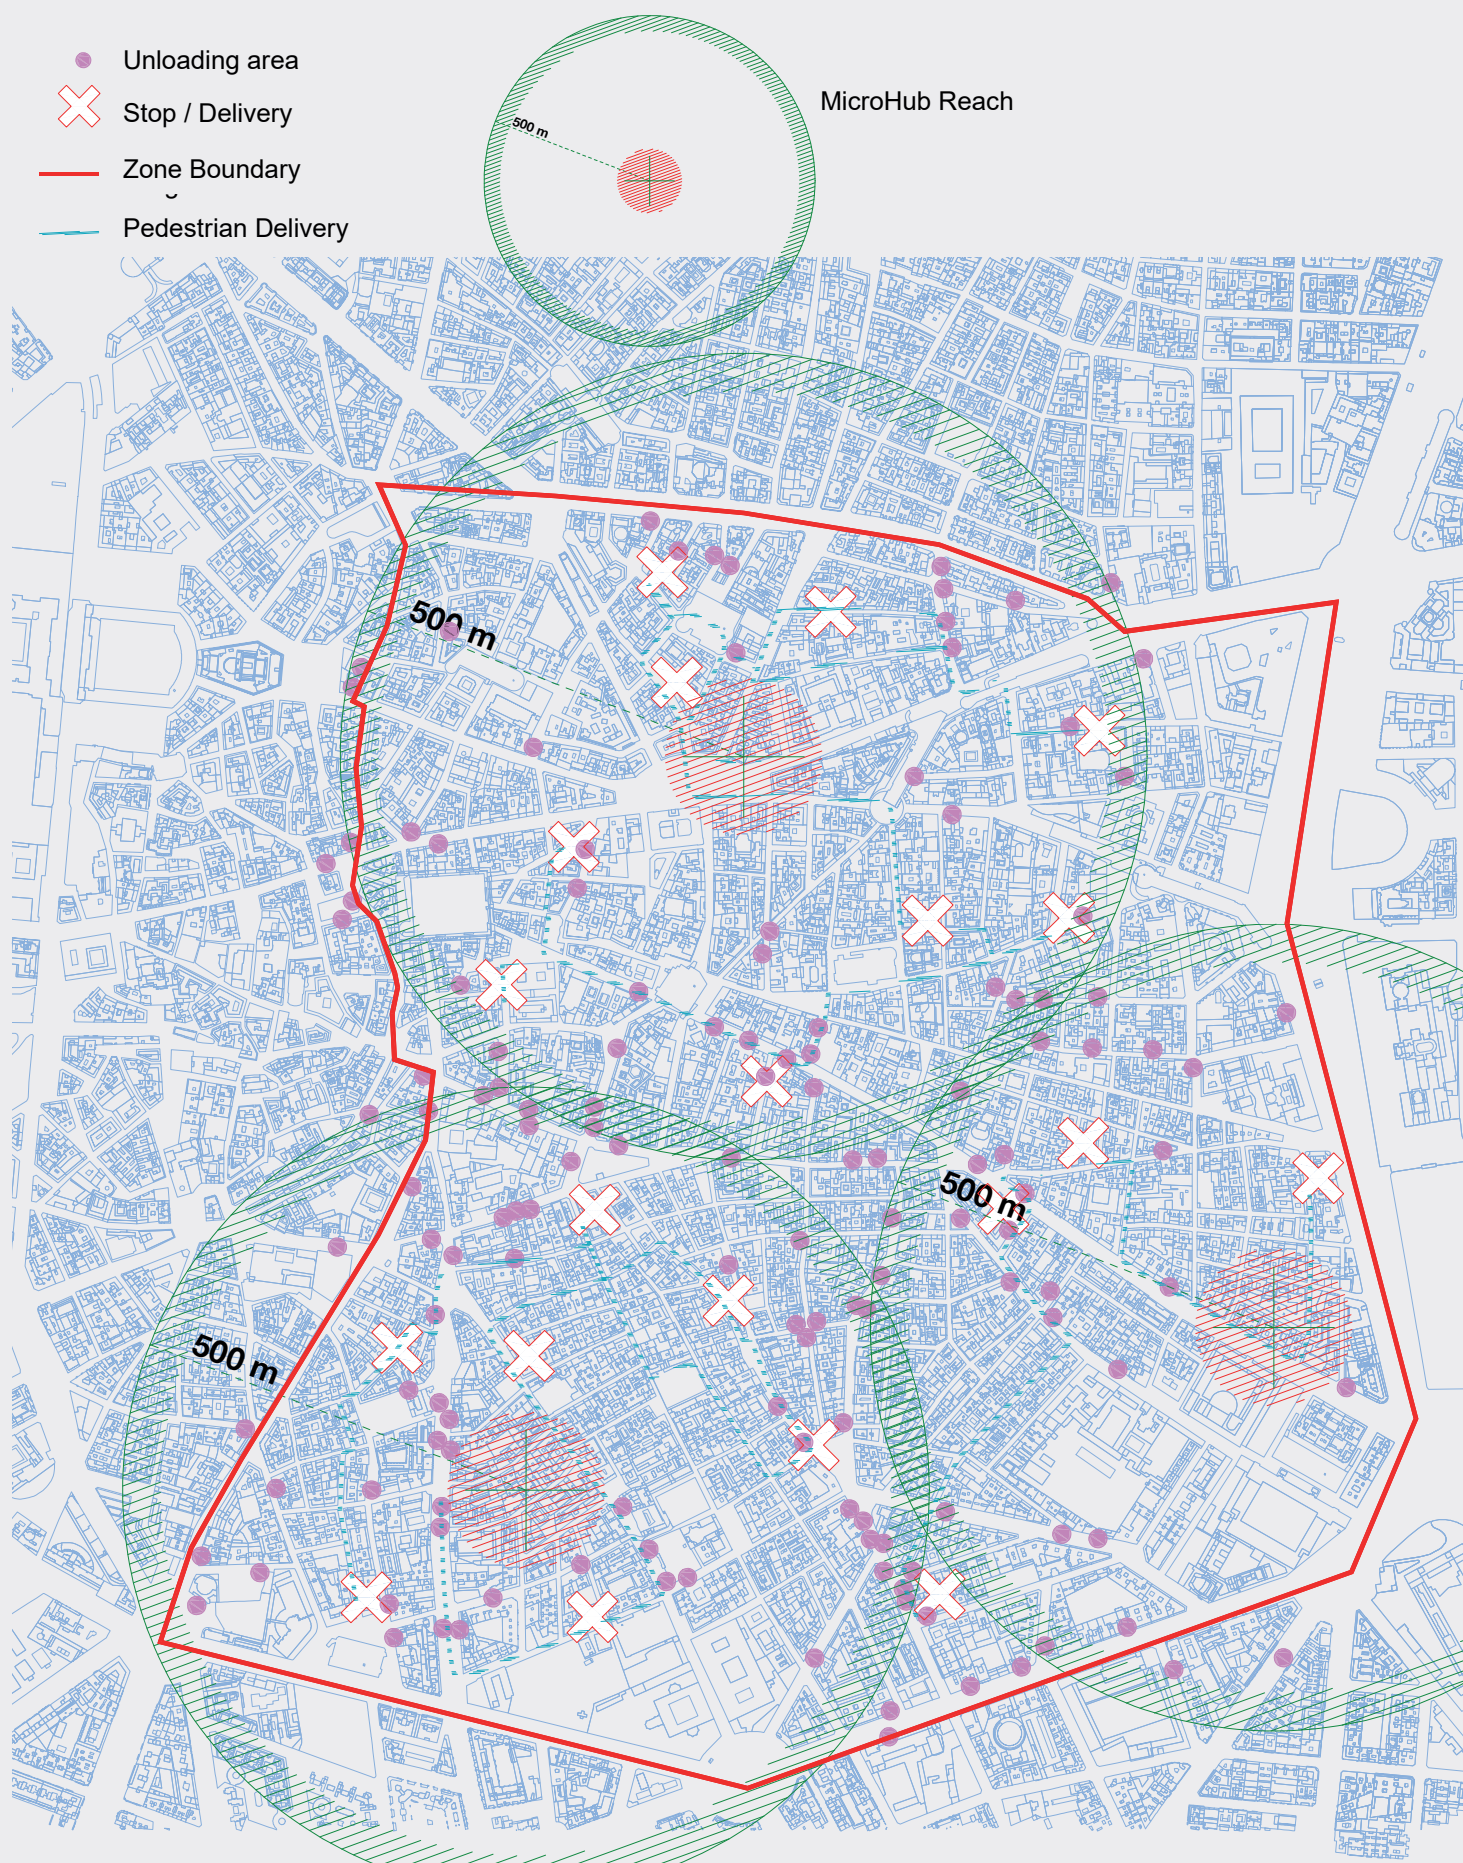 Unloading area
Stop / Delivery
Zone Boundary
Pedestrian Delivery
500 m
MicroHub Reach
500 m
500 m
500 m